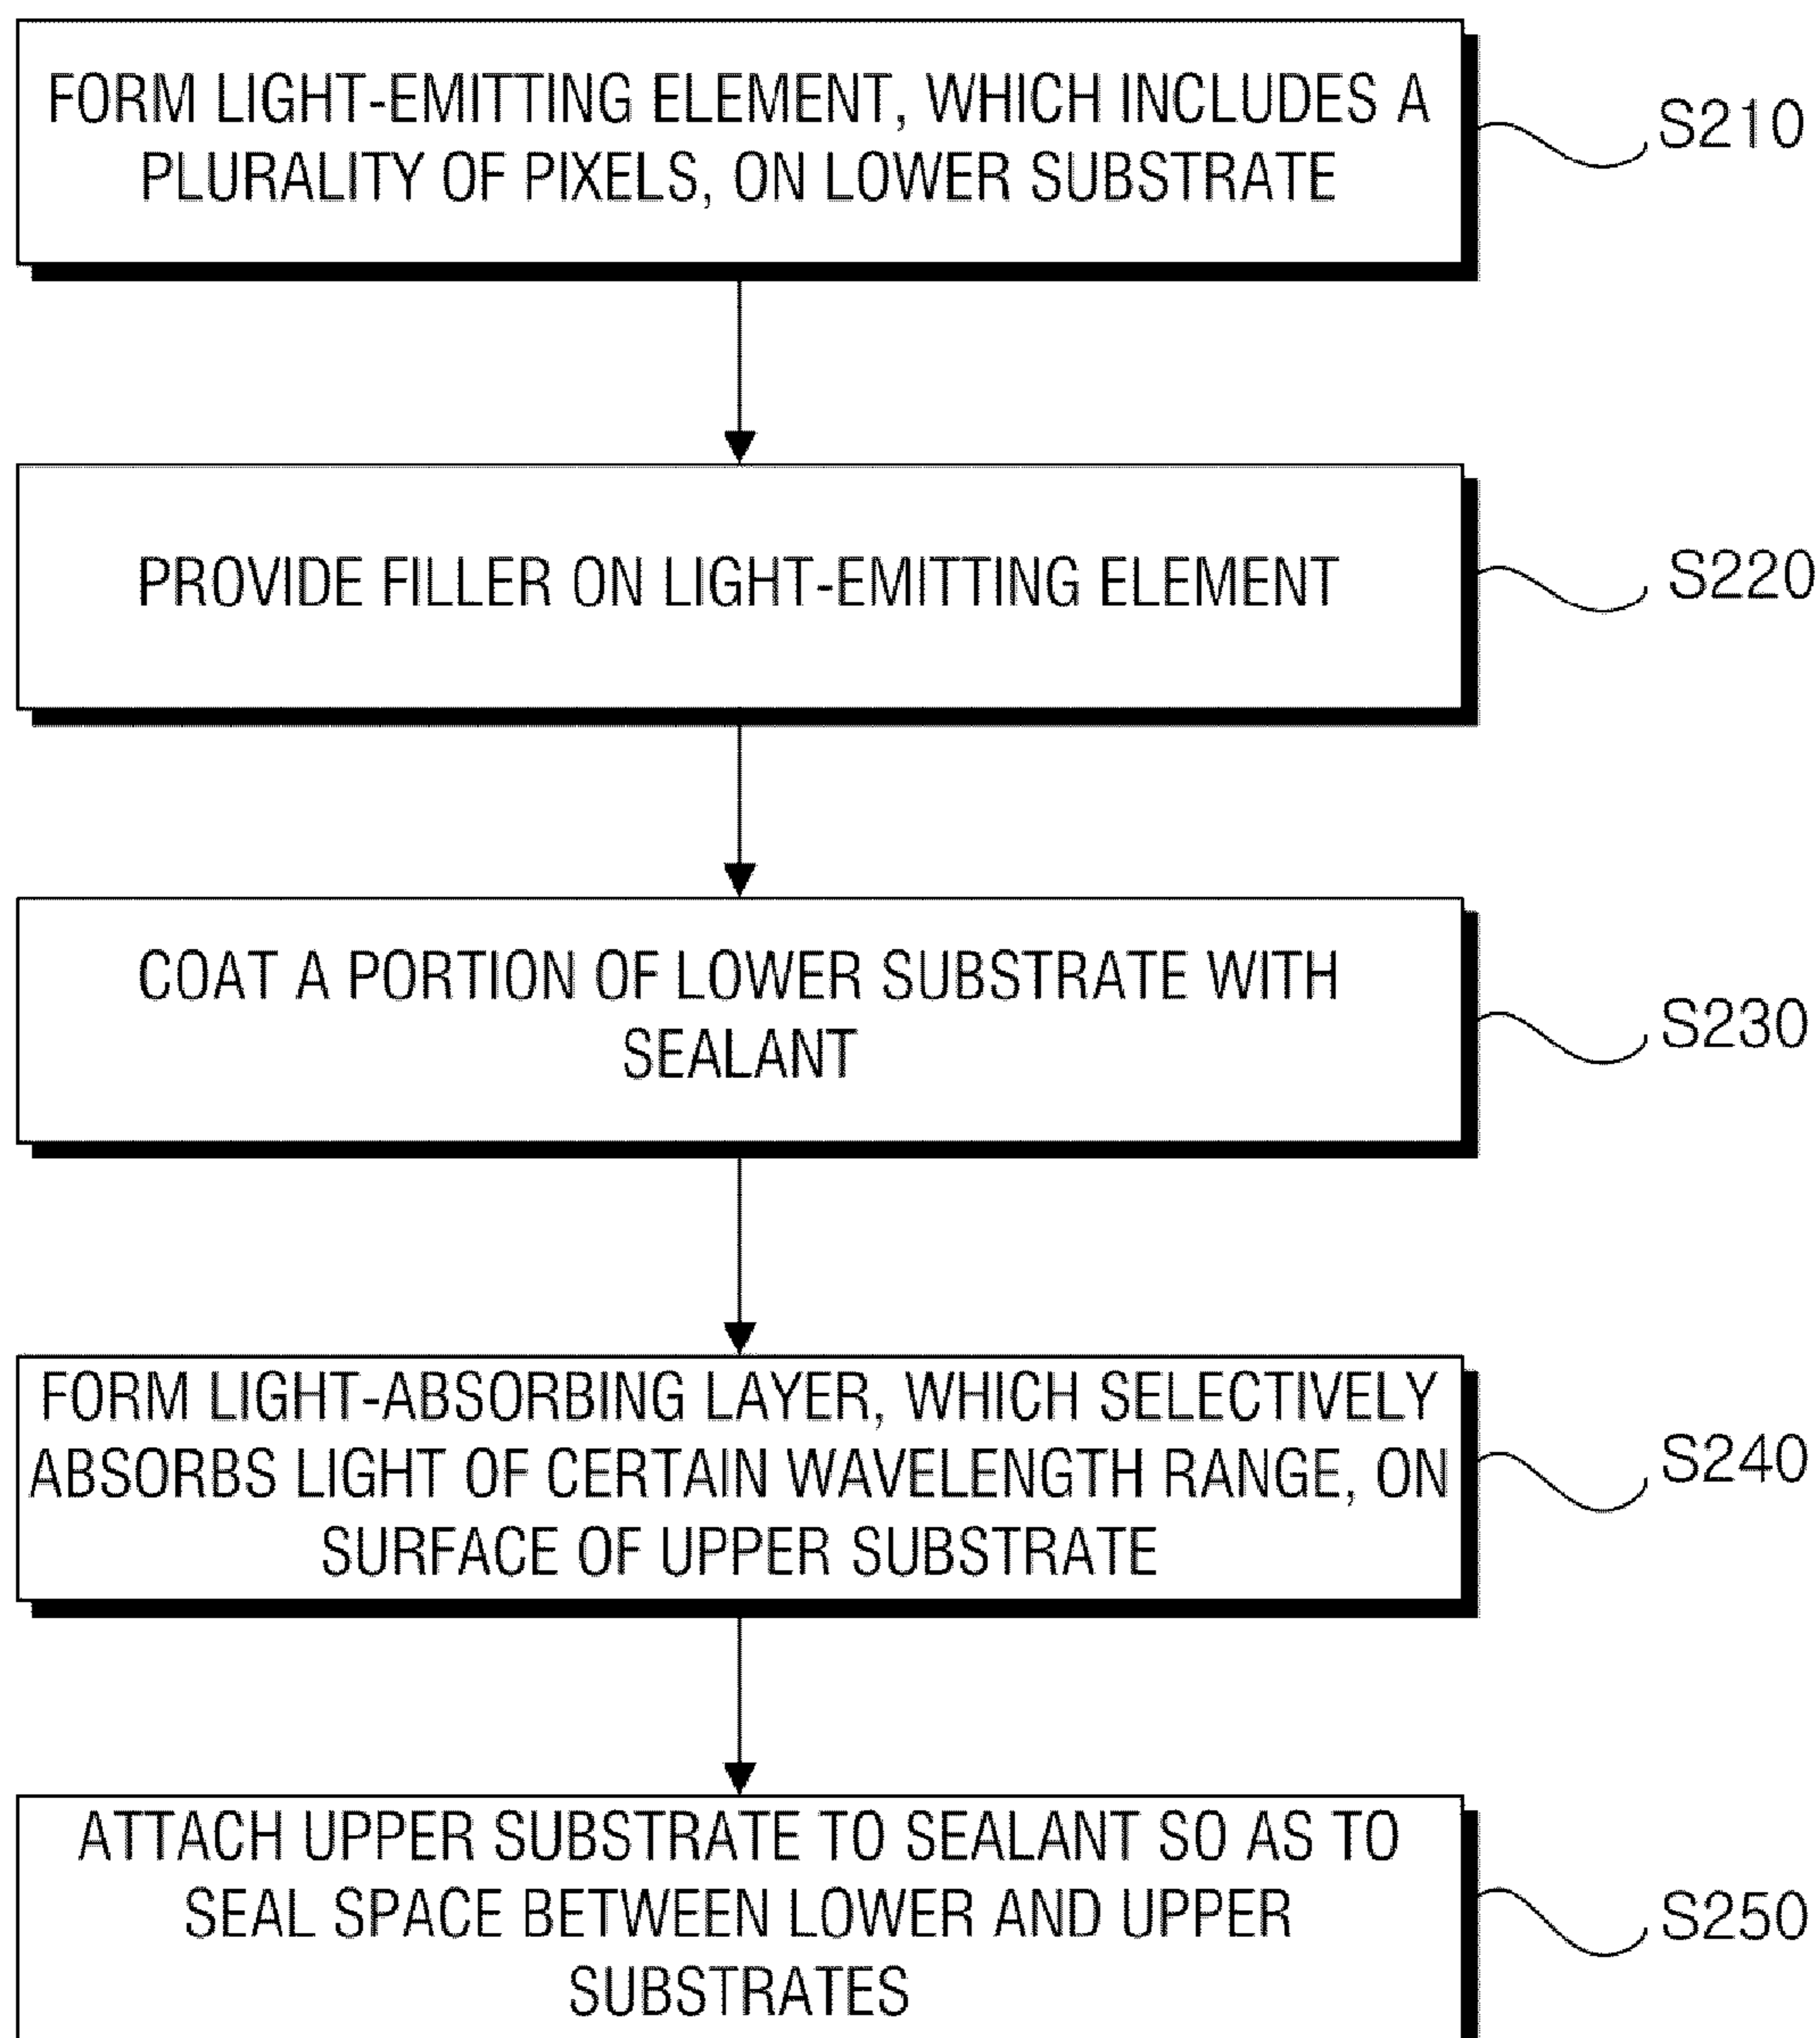 FORM LIGHT-EMITTING ELEMENT, WHICH INCLUDES A
PLURALITY OF PIXELS, ON LOWER SUBSTRATE
S210
PROVIDE FILLER ON LIGHT-EMITTING ELEMENT
S220
COAT A PORTION OF LOWER SUBSTRATE WITH
SEALANT
S230
FORM LIGHT-ABSORBING LAYER, WHICH SELECTIVELY
ABSORBS LIGHT OF CERTAIN WAVELENGTH RANGE, ON
SURFACE OF UPPER SUBSTRATE
S240
ATTACH UPPER SUBSTRATE TO SEALANT SO AS TO
SEAL SPACE BETWEEN LOWER AND UPPER
SUBSTRATES
S250